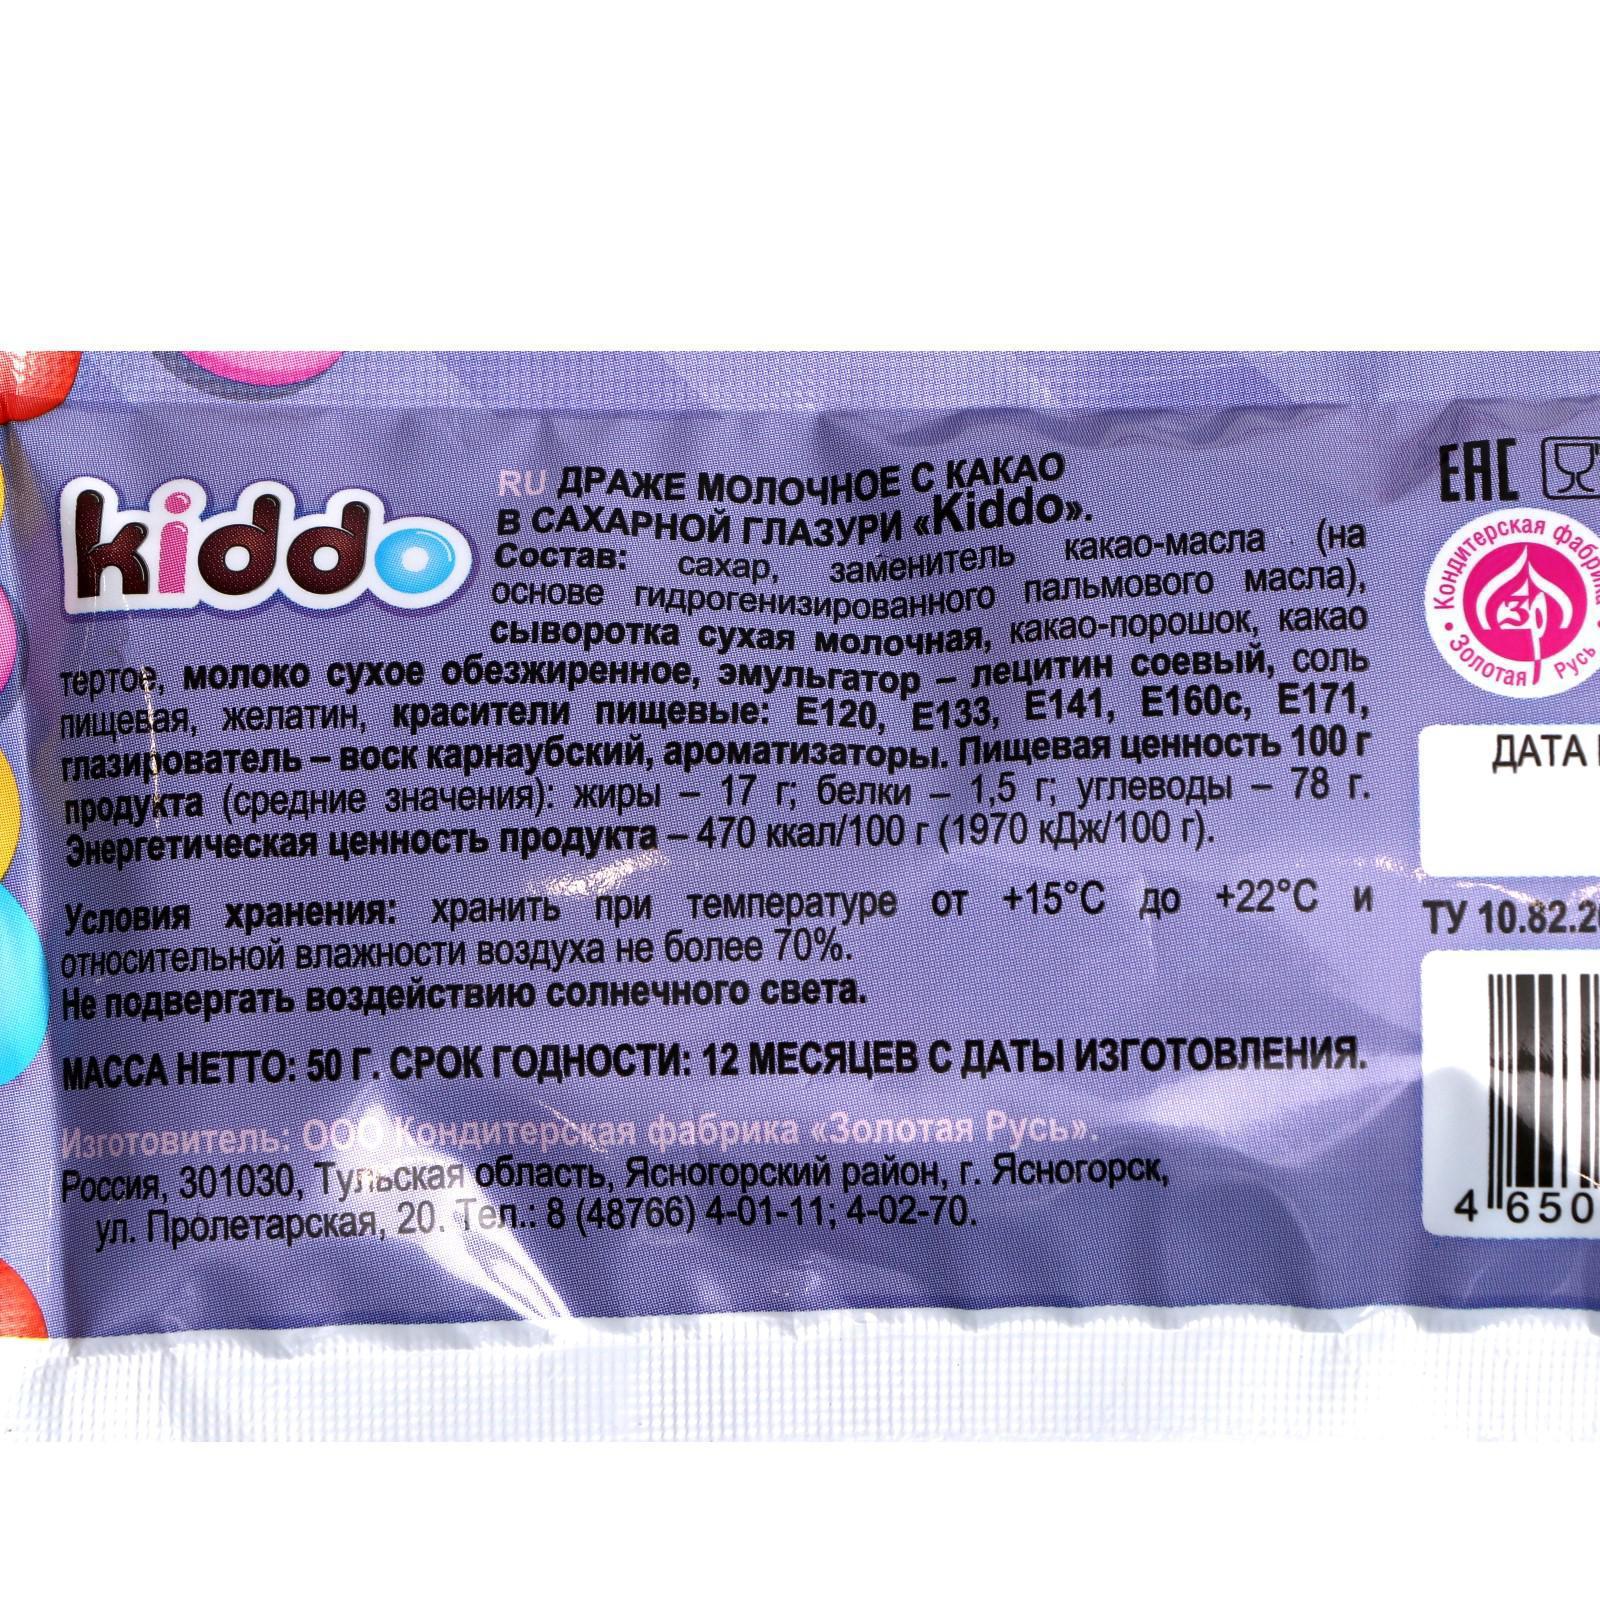 kiddo
RU ДРАЖЕ МОЛОЧНОЕ С КАКАО
В САХАРНОЙ ГЛАЗУРИ «Kiddo».
Состав: сахар, заменитель какао-масла (на
основе гидрогенизированного пальмового масла),
сыворотка сухая молочная, какао-порошок, какао
тертое, молоко сухое обезжиренное, эмульгатор – лецитин соевый, соль
пищевая, желатин, красители пищевые: Е120, Е133, Е141, Е160с, Е171,
глазирователь – воск карнаубский, ароматизаторы. Пищевая ценность 100 г
продукта (средние значения): жиры – 17 г; белки – 1,5 г; углеводы – 78 г.
Энергетическая ценность продукта – 470 ккал/100 г (1970 кДж/100 г).
Условия хранения: хранить при температуре от +15°С до +22°С и
относительной влажности воздуха не более 70%.
Не подвергать воздействию солнечного света.
МАССА НЕТТО: 50 Г. СРОК ГОДНОСТИ: 12 МЕСЯЦЕВ С ДАТЫ ИЗГОТОВЛЕНИЯ.
Изготовитель: ООО Кондитерская фабрика «Золотая Русь».
Россия, 301030, Тульская область, Ясногорский район, г. Ясногорск,
ул. Пролетарская, 20. Тел.: 8 (48766) 4-01-11; 4-02-70.
ЕАС
Кондитерская фабрика
Золотая Русь
ЗР
ДАТА
ТУ 10.82.2
4 650